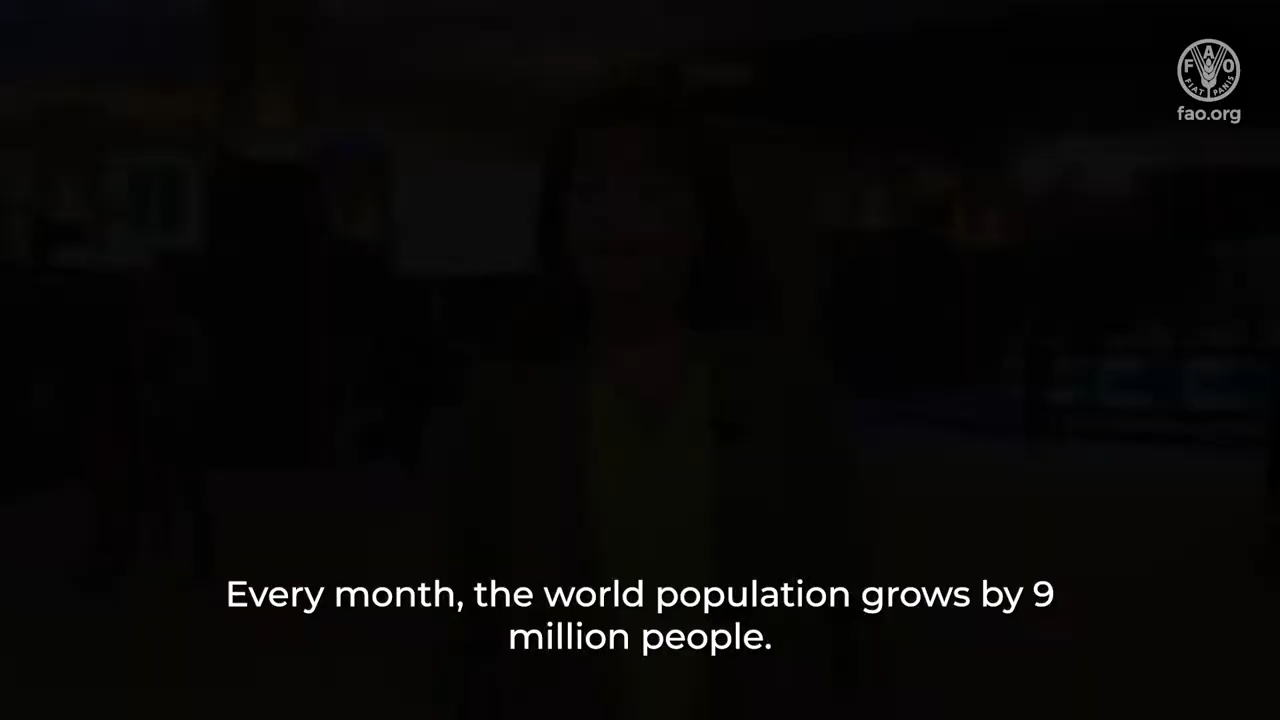 FAO
FIAT PANIS
fao.org
Every month, the world population grows by 9
million people.